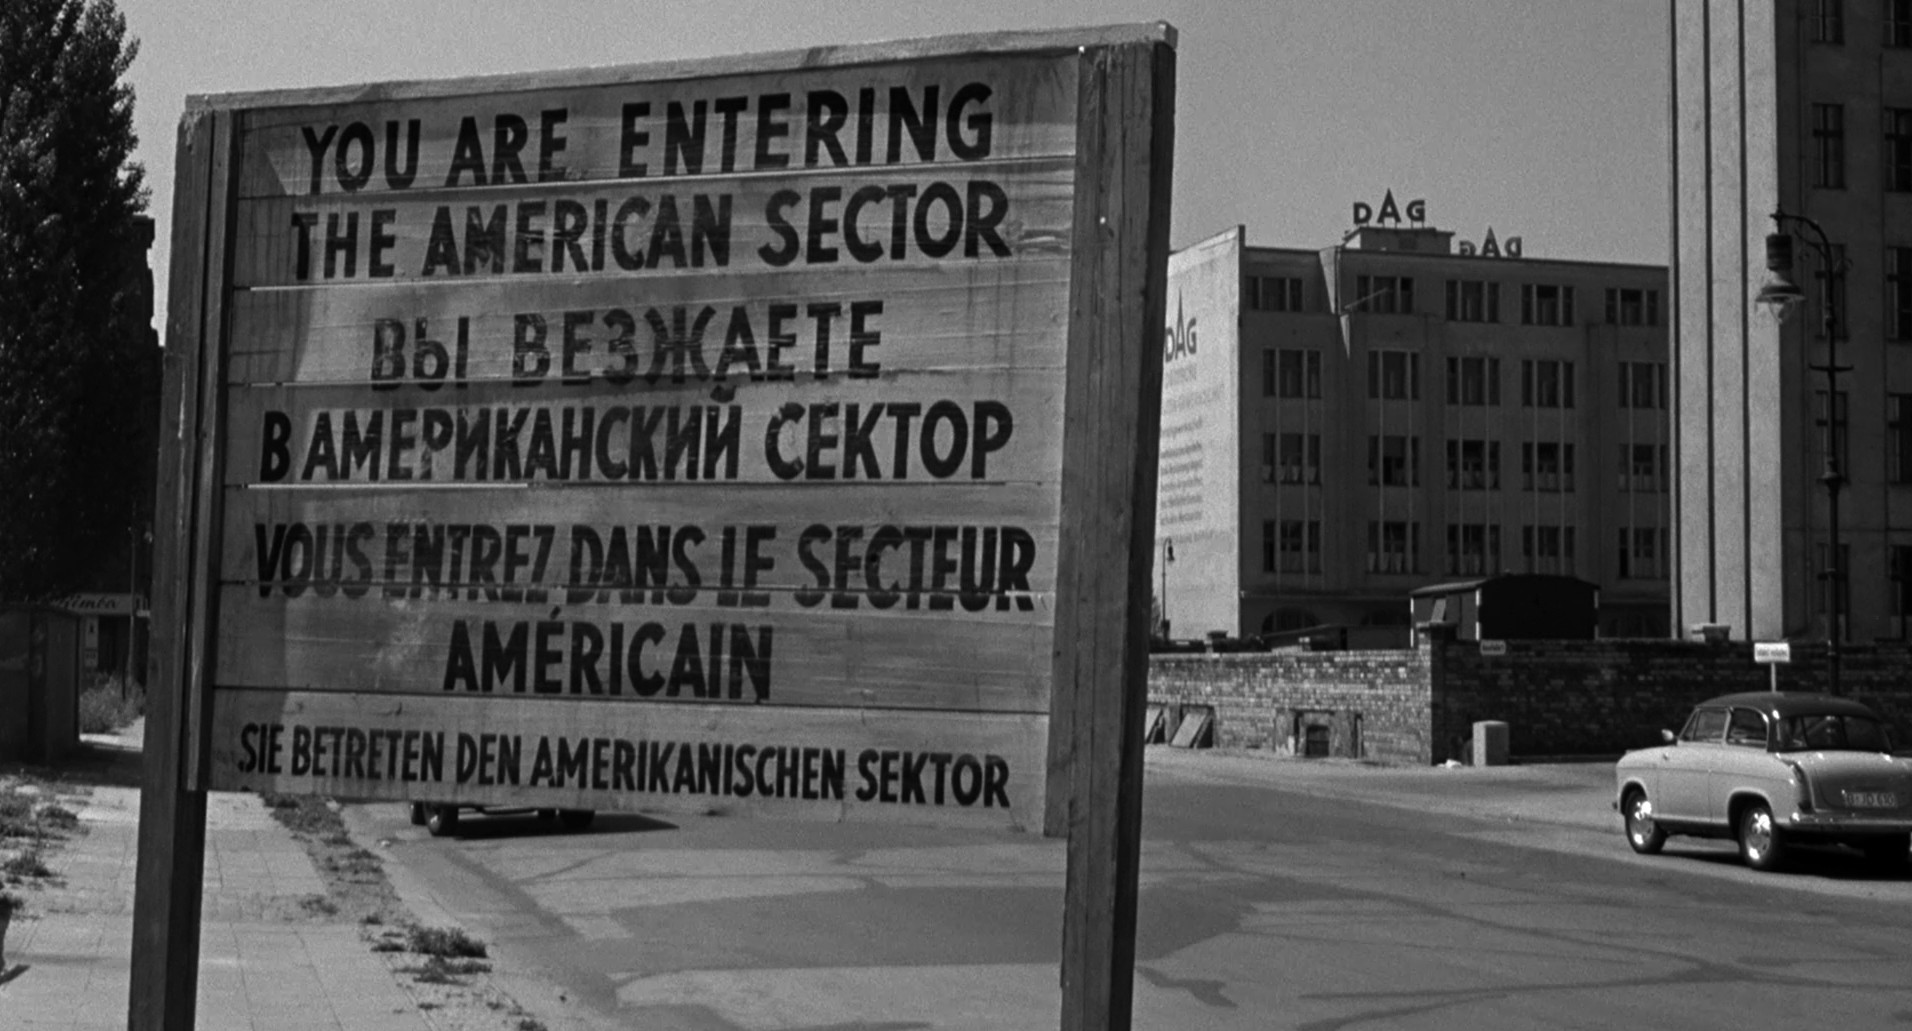 YOU ARE ENTERING
THE AMERICAN SECTOR
ВЫ ВЕЗЖАЕТЕ
В АМЕРИКАНСКИЙ СЕКТОР
VOUS ENTREZ DANS LE SECTEUR
AMÉRICAIN
SIE BETRETEN DEN AMERIKANISCHEN SEKTOR
DAG
DAG
DAG